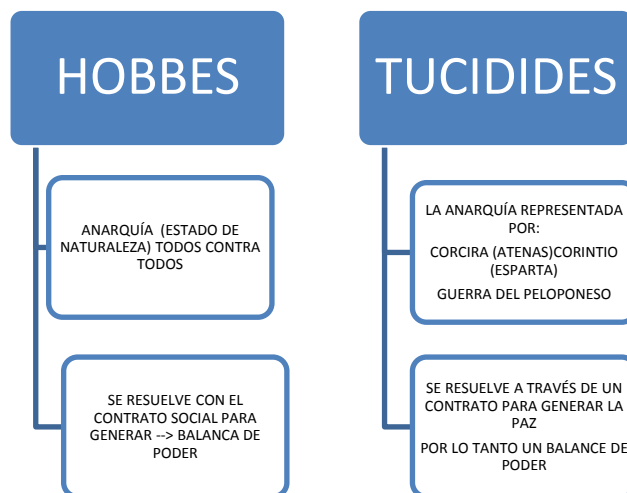 HOBBES
ANARQUÍA (ESTADO DE
NATURALEZA) TODOS CONTRA
TODOS
SE RESUELVE CON EL
CONTRATO SOCIAL PARA
GENERAR --> BALANCA DE
PODER
TUCIDIDES
LA ANARQUÍA REPRESENTADA
POR:
CORCIRA (ATENAS)CORINTIO
(ESPARTA)
GUERRA DEL PELOPONESO
SE RESUELVE A TRAVÉS DE UN
CONTRATO PARA GENERAR LA
PAZ
POR LO TANTO UN BALANCE DE
PODER